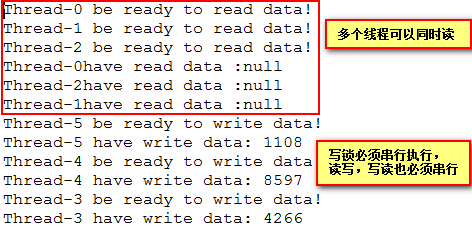 Thread-0 be ready to read data!
Thread-1 be ready to read data!
Thread-2 be ready to read data!
Thread-0have read data :null
Thread-2have read data :null
Thread-1have read data :null
多个线程可以同时读
Thread-5 be ready to write data!
Thread-5 have write data: 1108
Thread-4 be ready to write data
Thread-4 have write data: 8597
Thread-3 be ready to write data!
Thread-3 have write data: 4266
写锁必须串行执行，
读写，写读也必须串行